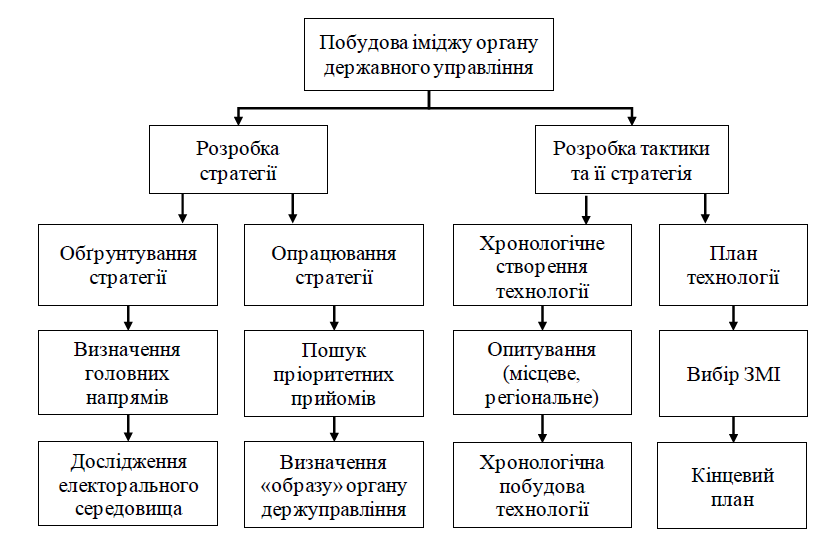 Побудова іміджу органу
державного управління
Розробка
стратегії
Розробка тактики
та її стратегія
Обґрунтування
стратегії
Опрацювання
стратегії
Хронологічне
створення
технології
План
технології
Визначення
головних
напрямів
Пошук
пріоритетних
прийомів
Опитування
(місцеве,
регіональне)
Вибір ЗМІ
Дослідження
електорального
середовища
Визначення
«образу» органу
держуправління
Хронологічна
побудова
технології
Кінцевий
план